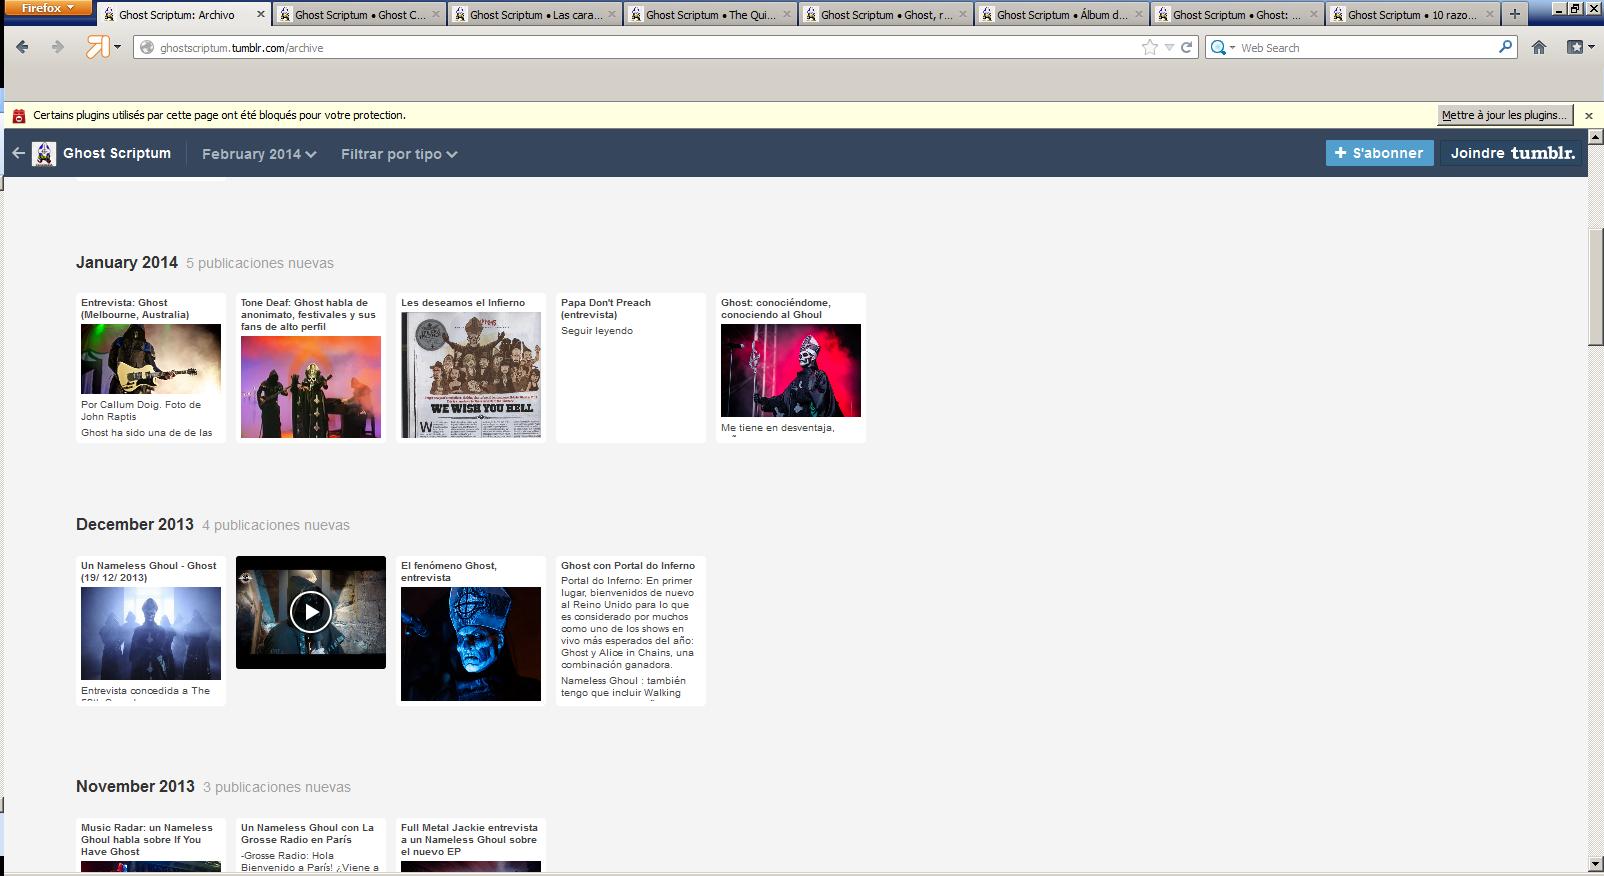 Firefox
Ghost Scriptum: Archivo
Ghost Scriptum • Ghost C...
Ghost Scriptum • Las cara...
Ghost Scriptum • The Qui...
Ghost Scriptum • Ghost, r...
Ghost Scriptum • Álbum d...
Ghost Scriptum • Ghost: ...
Ghost Scriptum • 10 razo...
ghostscriptum.tumblr.com/archive
Web Search
Certains plugins utilisés par cette page ont été bloqués pour votre protection.
Mettre à jour les plugins...
Ghost Scriptum
February 2014
Filtrar por tipo
+ S'abonner
Joindre tumblr.
January 2014 5 publicaciones nuevas
Entrevista: Ghost
(Melbourne, Australia)
Por Callum Doig. Foto de
John Raptis
Ghost ha sido una de de las
Tone Deaf: Ghost habla de
anonimato, festivales y sus
fans de alto perfil
Les deseamos el Infierno
WE WISH YOU HELL
Papa Don't Preach
(entrevista)
Seguir leyendo
Ghost: conociéndome,
conociendo al Ghoul
Me tiene en desventaja,
December 2013 4 publicaciones nuevas
Un Nameless Ghoul - Ghost
(19/ 12/ 2013)
Entrevista concedida a The
El fenómeno Ghost,
entrevista
Ghost con Portal do Inferno
Portal do Inferno: En primer
lugar, bienvenidos de nuevo
al Reino Unido para lo que
es considerado por muchos
como uno de los shows en
vivo más esperados del año:
Ghost y Alice in Chains, una
combinación ganadora.
Nameless Ghoul : también
tengo que incluir Walking
November 2013 3 publicaciones nuevas
Music Radar: un Nameless
Ghoul habla sobre If You
Have Ghost
Un Nameless Ghoul con La
Grosse Radio en París
-Grosse Radio: Hola
Bienvenido a París! ¿Viene a
Full Metal Jackie entrevista
a un Nameless Ghoul sobre
el nuevo EP